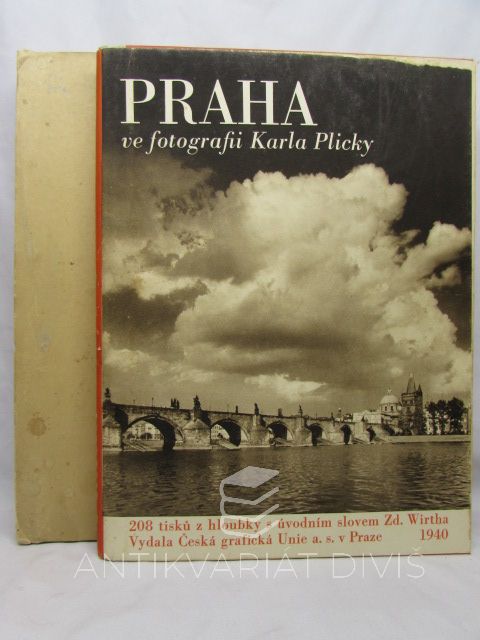 PRAHA
ve fotografii Karla Plicky
208 tisků z hloubky s úvodním slovem Zd. Wirtha
Vydala Česká grafická Unie a. s. v Praze 1940
ANTIKVARIÁT DIVIŠ